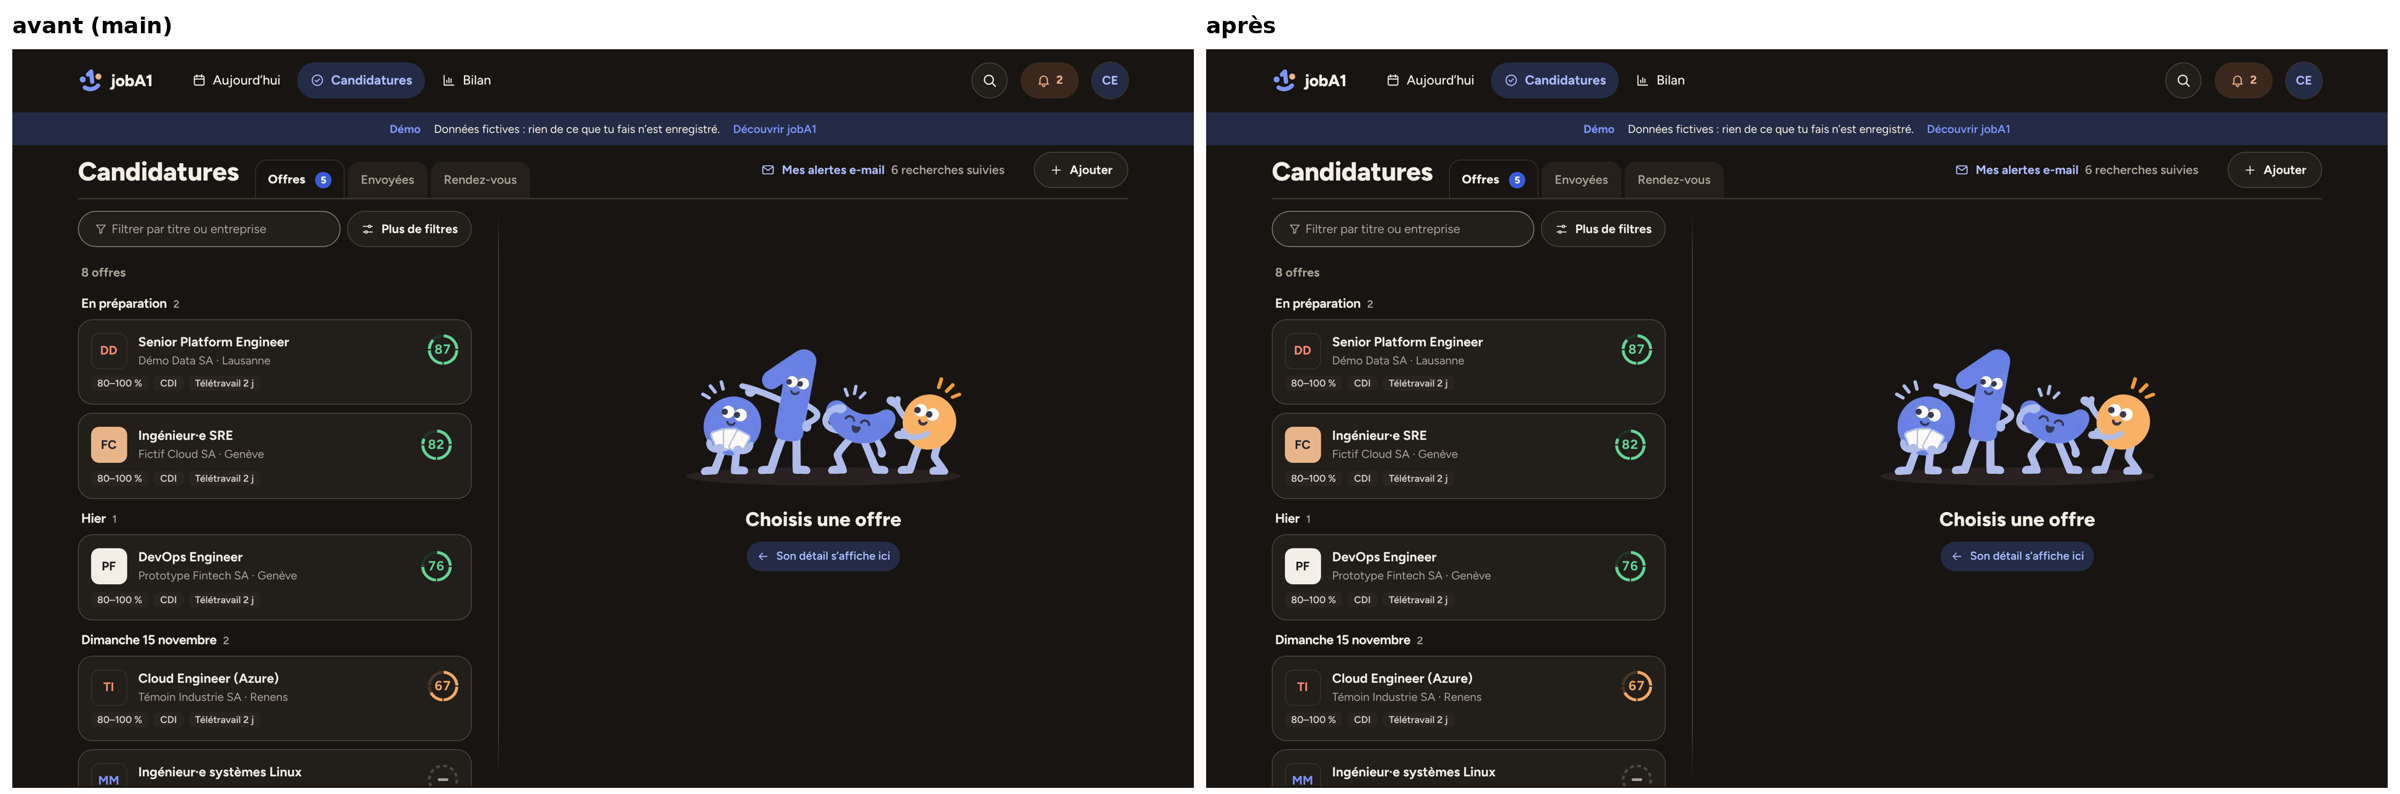 avant (main)
jobA1 Aujourd’hui Candidatures Bilan 2 CE
Démo Données fictives : rien de ce que tu fais n’est enregistré. Découvrir jobA1
Candidatures Offres 5 Envoyées Rendez-vous Mes alertes e-mail 6 recherches suivies + Ajouter
Filtrer par titre ou entreprise Plus de filtres
8 offres
En préparation 2
DD Senior Platform Engineer 87
Démo Data SA · Lausanne
80–100 % CDI Télétravail 2 j
FC Ingénieur·e SRE 82
Fictif Cloud SA · Genève
80–100 % CDI Télétravail 2 j
Hier 1
PF DevOps Engineer 76
Prototype Fintech SA · Genève
80–100 % CDI Télétravail 2 j
Dimanche 15 novembre 2
TI Cloud Engineer (Azure) 67
Témoin Industrie SA · Renens
80–100 % CDI Télétravail 2 j
MM Ingénieur·e systèmes Linux –
Choisis une offre
← Son détail s’affiche ici
après
jobA1 Aujourd’hui Candidatures Bilan 2 CE
Démo Données fictives : rien de ce que tu fais n’est enregistré. Découvrir jobA1
Candidatures Offres 5 Envoyées Rendez-vous Mes alertes e-mail 6 recherches suivies + Ajouter
Filtrer par titre ou entreprise Plus de filtres
8 offres
En préparation 2
DD Senior Platform Engineer 87
Démo Data SA · Lausanne
80–100 % CDI Télétravail 2 j
FC Ingénieur·e SRE 82
Fictif Cloud SA · Genève
80–100 % CDI Télétravail 2 j
Hier 1
PF DevOps Engineer 76
Prototype Fintech SA · Genève
80–100 % CDI Télétravail 2 j
Dimanche 15 novembre 2
TI Cloud Engineer (Azure) 67
Témoin Industrie SA · Renens
80–100 % CDI Télétravail 2 j
MM Ingénieur·e systèmes Linux –
Choisis une offre
← Son détail s’affiche ici